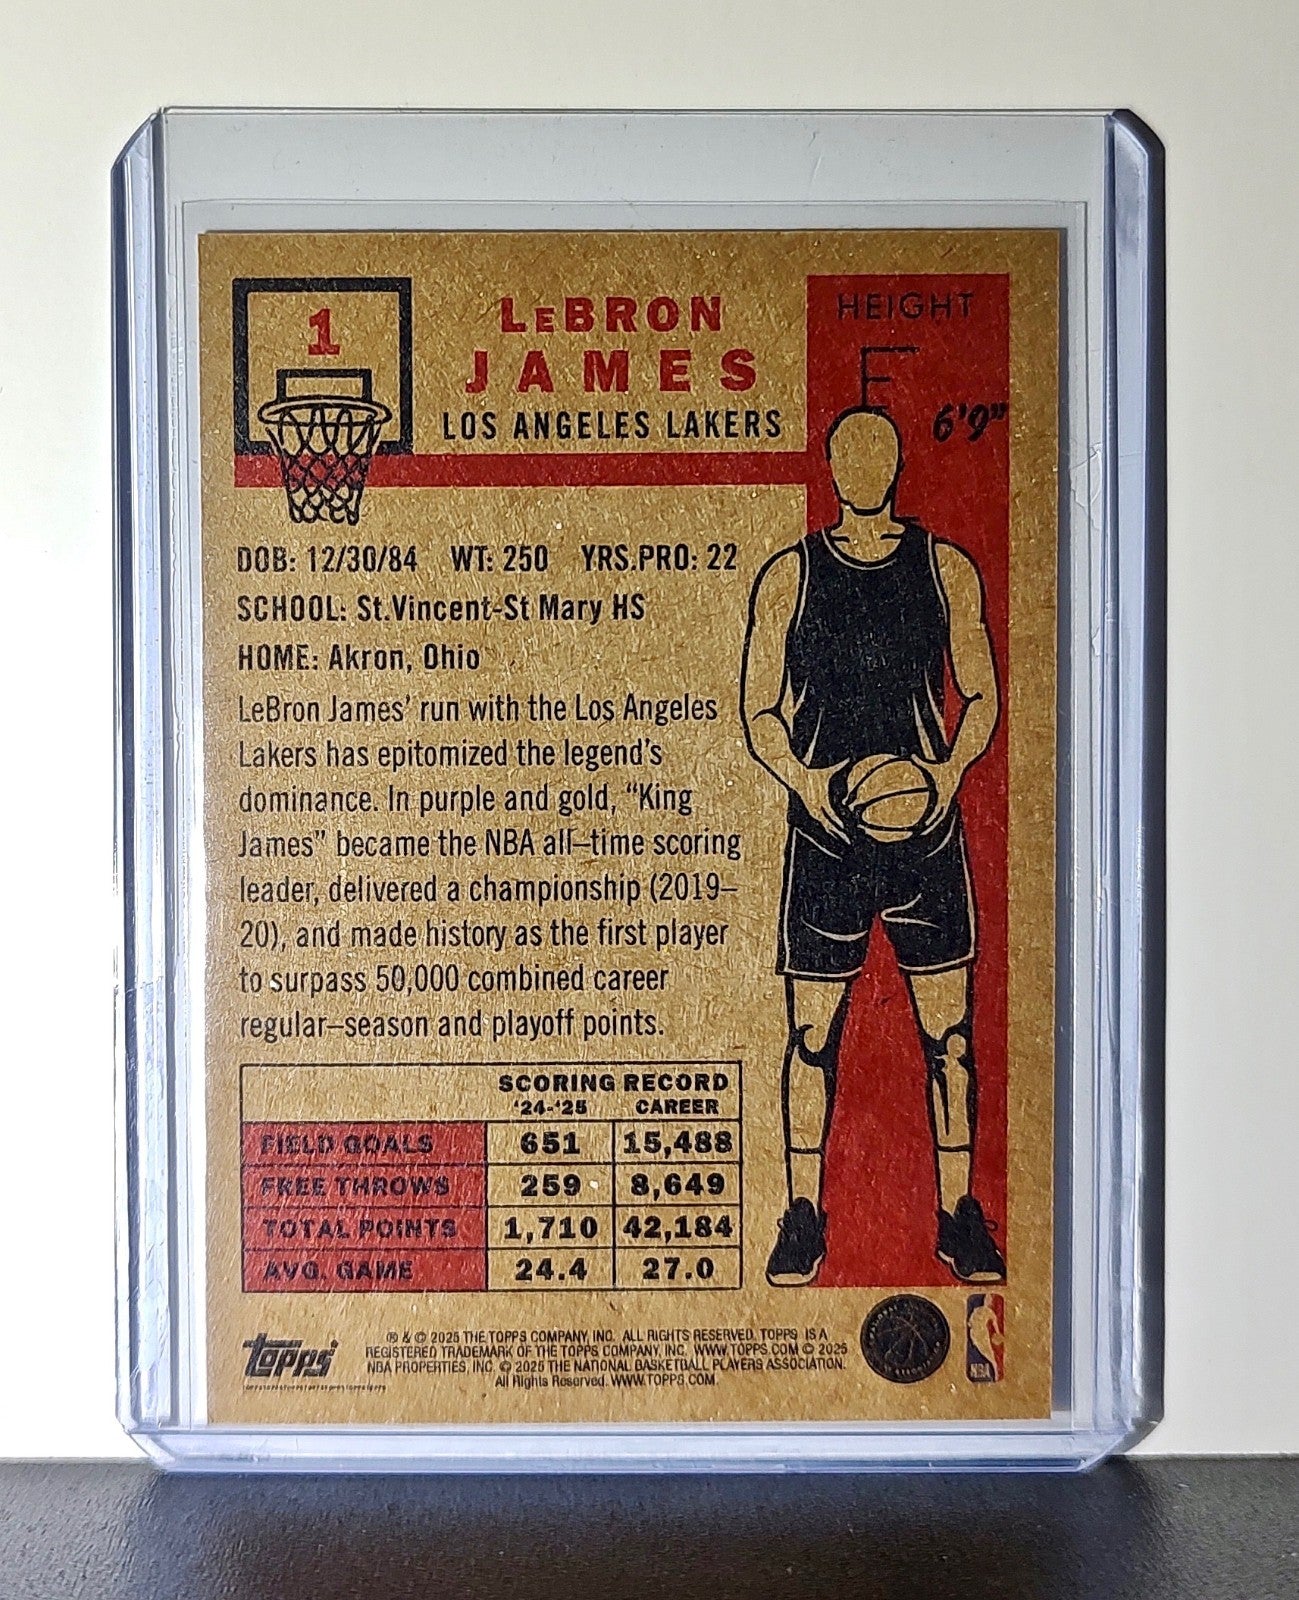 1
LEBRON
JAMES
LOS ANGELES LAKERS
HEIGHT
6'9"
DOB: 12/30/84 WT: 250 YRS.PRO: 22
SCHOOL: St.Vincent-St Mary HS
HOME: Akron, Ohio
LeBron James' run with the Los Angeles
Lakers has epitomized the legend's
dominance. In purple and gold, "King
James" became the NBA all–time scoring
leader, delivered a championship (2019–
20), and made history as the first player
to surpass 50,000 combined career
regular–season and playoff points.
SCORING RECORD
'24-'25 CAREER
FIELD GOALS 651 15,488
FREE THROWS 259 8,649
TOTAL POINTS 1,710 42,184
AVG. GAME 24.4 27.0
topps®
® & © 2025 THE TOPPS COMPANY, INC. ALL RIGHTS RESERVED. TOPPS IS A
REGISTERED TRADEMARK OF THE TOPPS COMPANY, INC. WWW.TOPPS.COM © 2025
NBA PROPERTIES, INC. © 2025 THE NATIONAL BASKETBALL PLAYERS ASSOCIATION.
All Rights Reserved. WWW.TOPPS.COM.
NBA